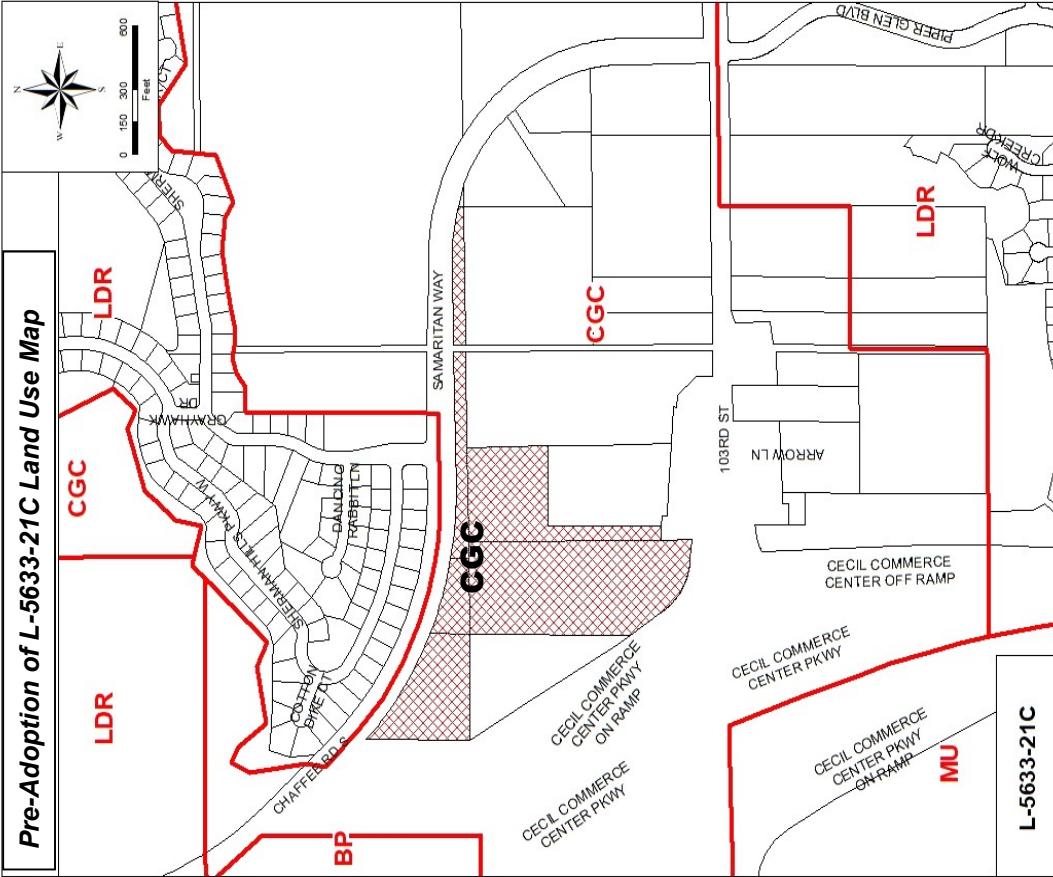 Pre-Adoption of L-5633-21C Land Use Map
N
E
S
W
0 150 300 600
Feet
LDR
CGC
LDR
BP
SHERM
GRAYHAWK
DR
SHERMAN HILLS PKWY W
DANCING
RABBIT LN
COTTON
DIKE CT
CHAFFEE RD S
SAMARITAN WAY
CGC
CGC
PIPER GLEN BLVD
WOLF
CREEK DR
LDR
103RD ST
ARROW LN
CECIL COMMERCE
CENTER OFF RAMP
CECIL COMMERCE
CENTER PKWY
ON RAMP
CECIL COMMERCE
CENTER PKWY
CECIL COMMERCE
CENTER PKWY
CECIL COMMERCE
CENTER PKWY
ON RAMP
MU
L-5633-21C